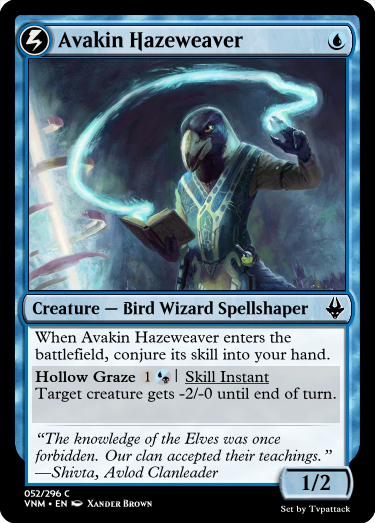 Avakin Hazeweaver
Creature — Bird Wizard Spellshaper
When Avakin Hazeweaver enters the
battlefield, conjure its skill into your hand.
Hollow Graze 1 | Skill Instant
Target creature gets -2/-0 until end of turn.
“The knowledge of the Elves was once
forbidden. Our clan accepted their teachings.”
—Shivta, Avlod Clanleader
1/2
052/296 C
VNM • EN Xander Brown
Set by Tvpattack